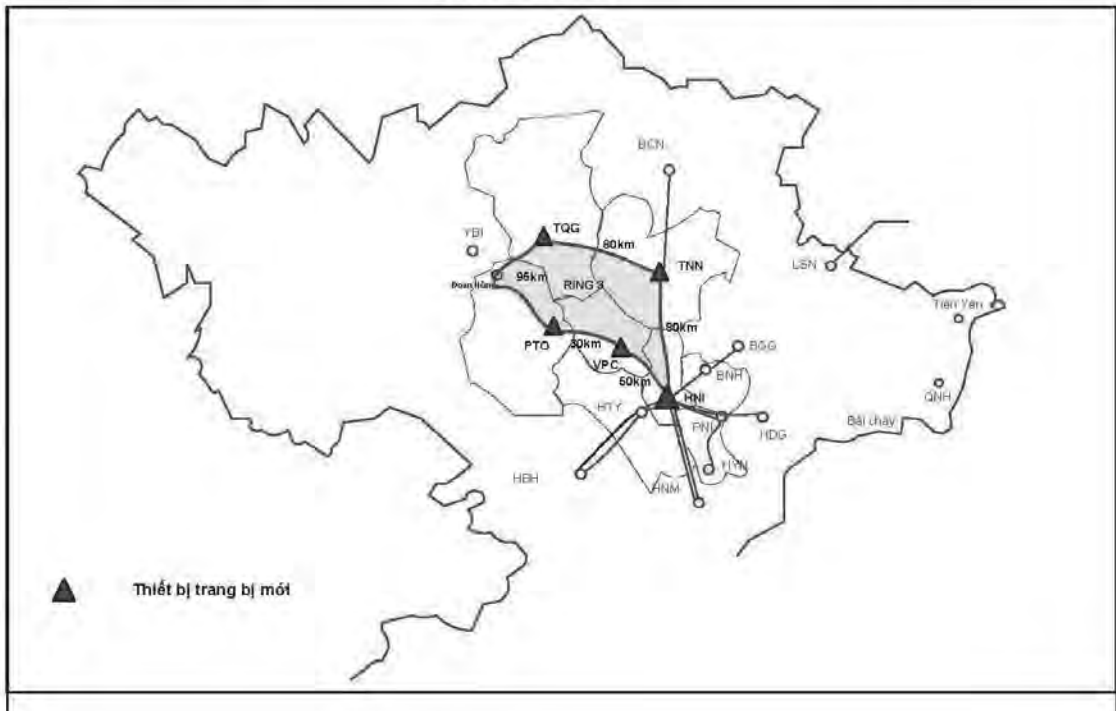 BCN
YBI
TQG
80km
TNN
LSN
Đoan Hùng
95km
RING 3
Tiên Yên
80km
PTO
30km
BGG
VPC
BNH
50km
QNH
HNI
HTY
PNI
HDG
Bãi cháy
HBH
HYN
HNM
Thiết bị trang bị mới